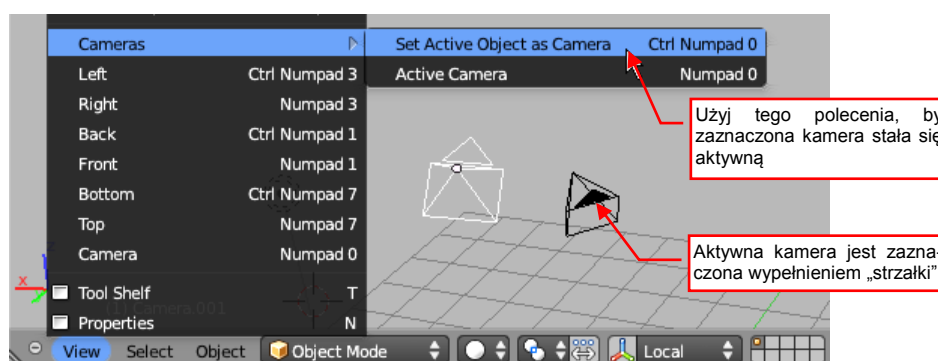 Cameras
Set Active Object as Camera Ctrl Numpad 0
Left Ctrl Numpad 3
Active Camera Numpad 0
Right Numpad 3
Back Ctrl Numpad 1
Front Numpad 1
Bottom Ctrl Numpad 7
Top Numpad 7
Camera Numpad 0
Tool Shelf T
(1) Camera.001
Properties N
View Select Object Object Mode Local
Użyj tego polecenia, by
zaznaczona kamera stała się
aktywną
Aktywna kamera jest zazna-
czona wypełnieniem „strzałki”
x